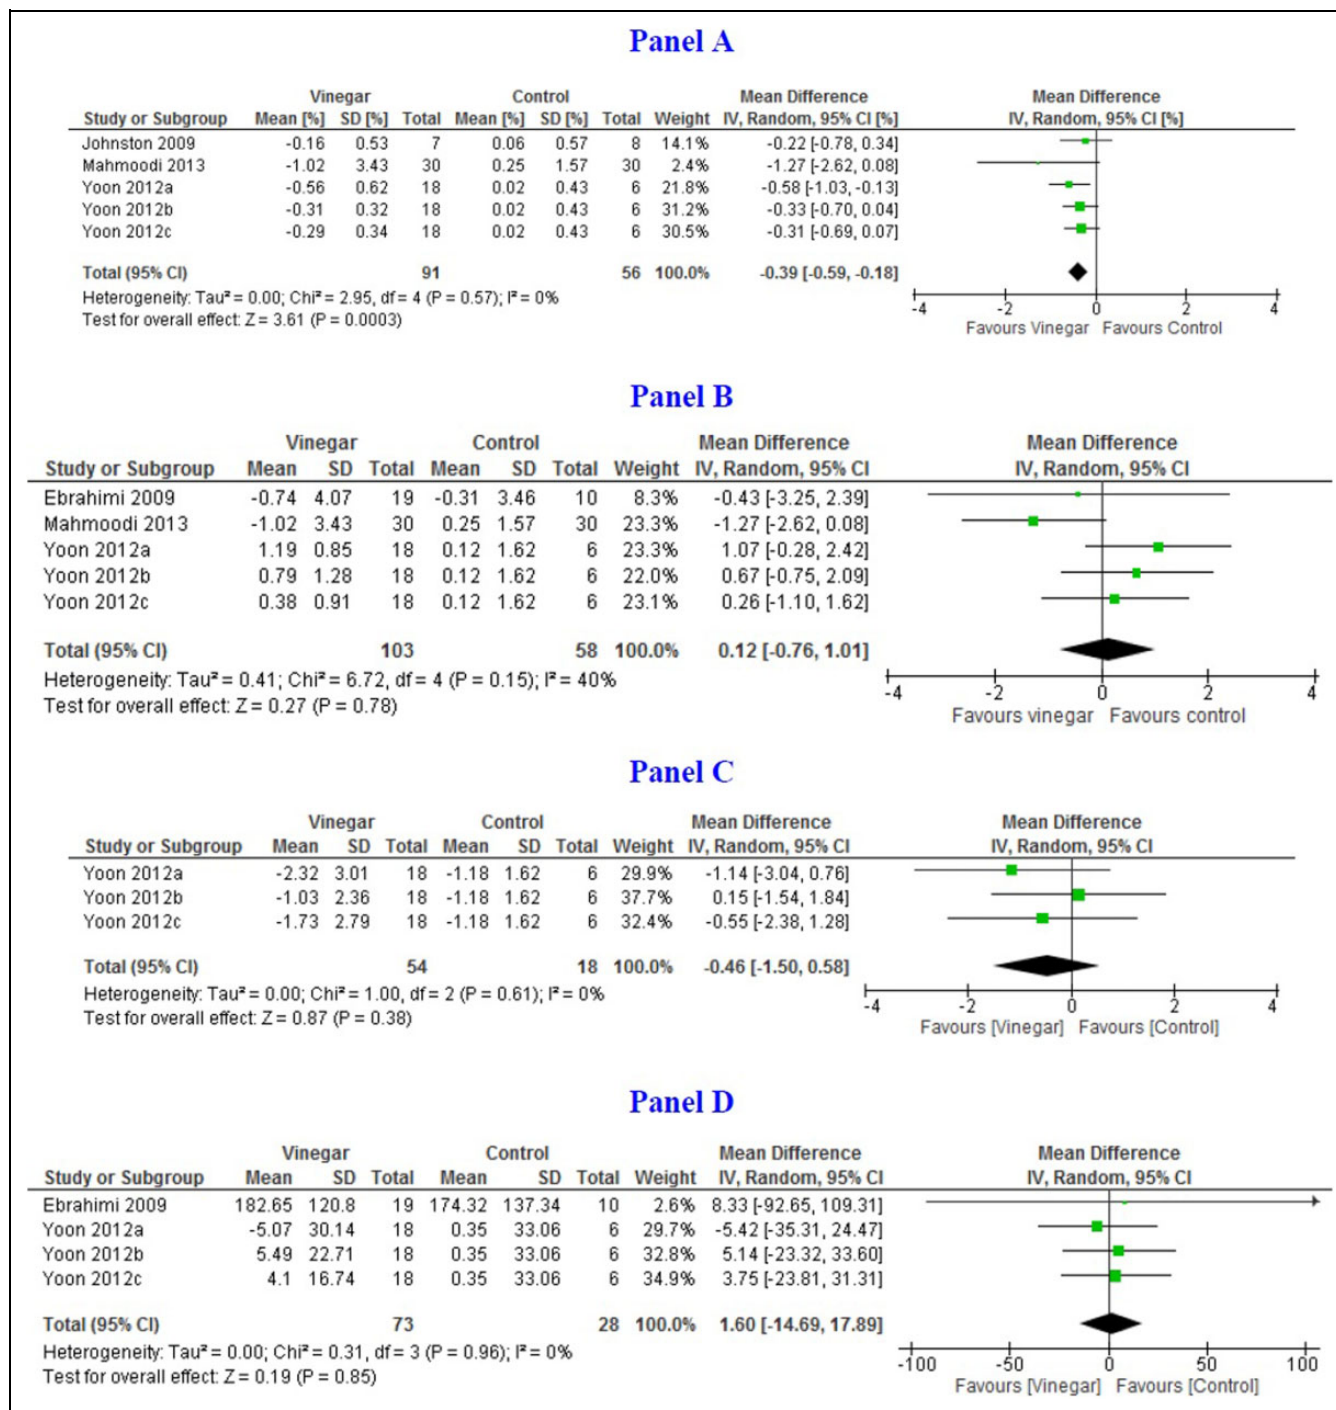 Panel A
Vinegar Control Mean Difference Mean Difference
Study or Subgroup Mean [%] SD [%] Total Mean [%] SD [%] Total Weight IV, Random, 95% CI [%] IV, Random, 95% CI [%]
Johnston 2009 -0.16 0.53 7 0.06 0.57 8 14.1% -0.22 [-0.78, 0.34]
Mahmoodi 2013 -1.02 3.43 30 0.25 1.57 30 2.4% -1.27 [-2.62, 0.08]
Yoon 2012a -0.56 0.62 18 0.02 0.43 6 21.8% -0.58 [-1.03, -0.13]
Yoon 2012b -0.31 0.32 18 0.02 0.43 6 31.2% -0.33 [-0.70, 0.04]
Yoon 2012c -0.29 0.34 18 0.02 0.43 6 30.5% -0.31 [-0.69, 0.07]
Total (95% CI) 91 56 100.0% -0.39 [-0.59, -0.18]
Heterogeneity: Tau² = 0.00; Chi² = 2.95, df = 4 (P = 0.57); I² = 0%
Test for overall effect: Z = 3.61 (P = 0.0003)
-4 -2 0 2 4
Favours Vinegar Favours Control
Panel B
Vinegar Control Mean Difference Mean Difference
Study or Subgroup Mean SD Total Mean SD Total Weight IV, Random, 95% CI IV, Random, 95% CI
Ebrahimi 2009 -0.74 4.07 19 -0.31 3.46 10 8.3% -0.43 [-3.25, 2.39]
Mahmoodi 2013 -1.02 3.43 30 0.25 1.57 30 23.3% -1.27 [-2.62, 0.08]
Yoon 2012a 1.19 0.85 18 0.12 1.62 6 23.3% 1.07 [-0.28, 2.42]
Yoon 2012b 0.79 1.28 18 0.12 1.62 6 22.0% 0.67 [-0.75, 2.09]
Yoon 2012c 0.38 0.91 18 0.12 1.62 6 23.1% 0.26 [-1.10, 1.62]
Total (95% CI) 103 58 100.0% 0.12 [-0.76, 1.01]
Heterogeneity: Tau² = 0.41; Chi² = 6.72, df = 4 (P = 0.15); I² = 40%
Test for overall effect: Z = 0.27 (P = 0.78)
-4 -2 0 2 4
Favours vinegar Favours control
Panel C
Vinegar Control Mean Difference Mean Difference
Study or Subgroup Mean SD Total Mean SD Total Weight IV, Random, 95% CI IV, Random, 95% CI
Yoon 2012a -2.32 3.01 18 -1.18 1.62 6 29.9% -1.14 [-3.04, 0.76]
Yoon 2012b -1.03 2.36 18 -1.18 1.62 6 37.7% 0.15 [-1.54, 1.84]
Yoon 2012c -1.73 2.79 18 -1.18 1.62 6 32.4% -0.55 [-2.38, 1.28]
Total (95% CI) 54 18 100.0% -0.46 [-1.50, 0.58]
Heterogeneity: Tau² = 0.00; Chi² = 1.00, df = 2 (P = 0.61); I² = 0%
Test for overall effect: Z = 0.87 (P = 0.38)
-4 -2 0 2 4
Favours [Vinegar] Favours [Control]
Panel D
Vinegar Control Mean Difference Mean Difference
Study or Subgroup Mean SD Total Mean SD Total Weight IV, Random, 95% CI IV, Random, 95% CI
Ebrahimi 2009 182.65 120.8 19 174.32 137.34 10 2.6% 8.33 [-92.65, 109.31]
Yoon 2012a -5.07 30.14 18 0.35 33.06 6 29.7% -5.42 [-35.31, 24.47]
Yoon 2012b 5.49 22.71 18 0.35 33.06 6 32.8% 5.14 [-23.32, 33.60]
Yoon 2012c 4.1 16.74 18 0.35 33.06 6 34.9% 3.75 [-23.81, 31.31]
Total (95% CI) 73 28 100.0% 1.60 [-14.69, 17.89]
Heterogeneity: Tau² = 0.00; Chi² = 0.31, df = 3 (P = 0.96); I² = 0%
Test for overall effect: Z = 0.19 (P = 0.85)
-100 -50 0 50 100
Favours [Vinegar] Favours [Control]